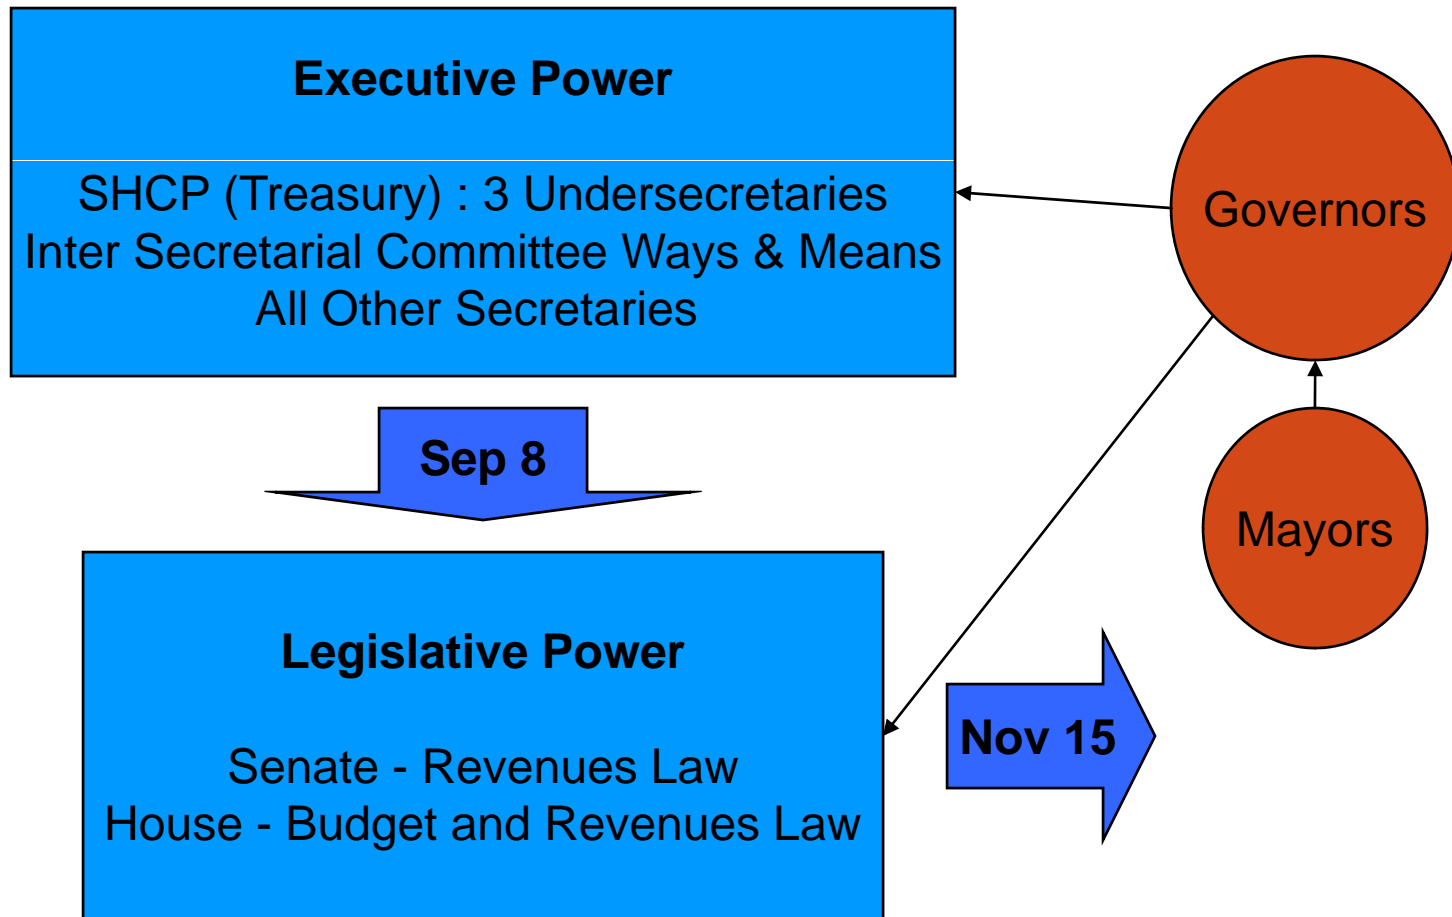 Executive Power
SHCP (Treasury) : 3 Undersecretaries
Inter Secretarial Committee Ways & Means
All Other Secretaries
Governors
Sep 8
Mayors
Legislative Power
Senate - Revenues Law
House - Budget and Revenues Law
Nov 15